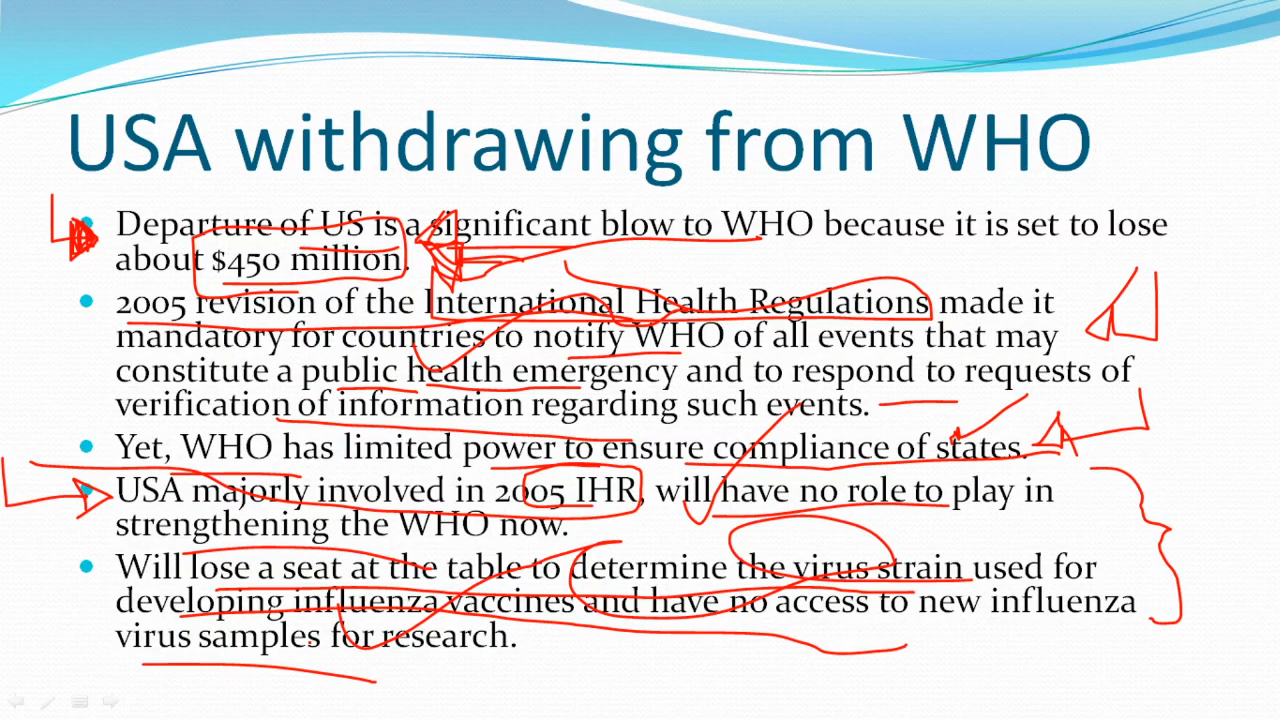 USA withdrawing from WHO
• Departure of US is a significant blow to WHO because it is set to lose
about $450 million.
• 2005 revision of the International Health Regulations made it
mandatory for countries to notify WHO of all events that may
constitute a public health emergency and to respond to requests of
verification of information regarding such events.
• Yet, WHO has limited power to ensure compliance of states.
• USA majorly involved in 2005 IHR, will have no role to play in
strengthening the WHO now.
• Will lose a seat at the table to determine the virus strain used for
developing influenza vaccines and have no access to new influenza
virus samples for research.